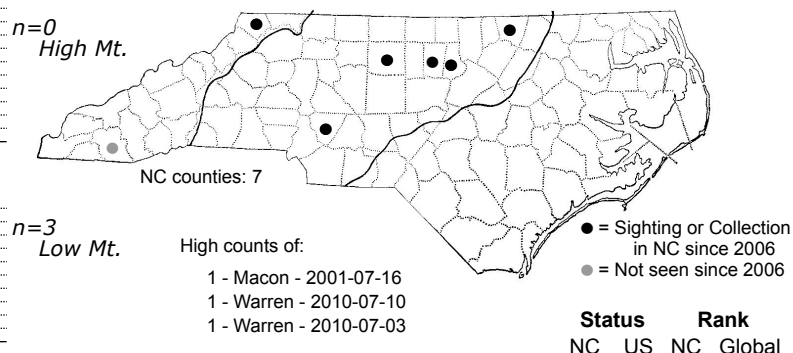 n=0
High Mt.
NC counties: 7
n=3
Low Mt.
High counts of:
1 - Macon - 2001-07-16
1 - Warren - 2010-07-10
1 - Warren - 2010-07-03
= Sighting or Collection
in NC since 2006
= Not seen since 2006
Status Rank
NC US NC Global